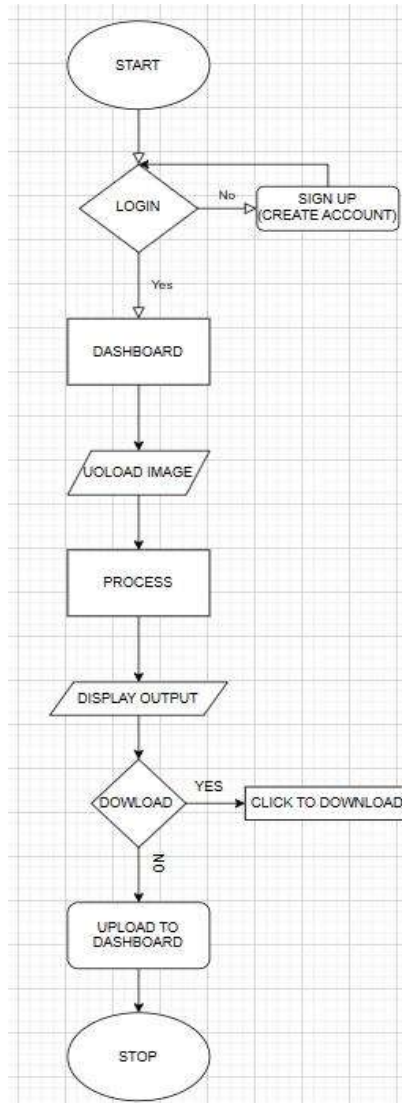 START
LOGIN
No
SIGN UP
(CREATE ACCOUNT)
Yes
DASHBOARD
UOLOAD IMAGE
PROCESS
DISPLAY OUTPUT
DOWLOAD
YES
CLICK TO DOWNLOAD
NO
UPLOAD TO
DASHBOARD
STOP